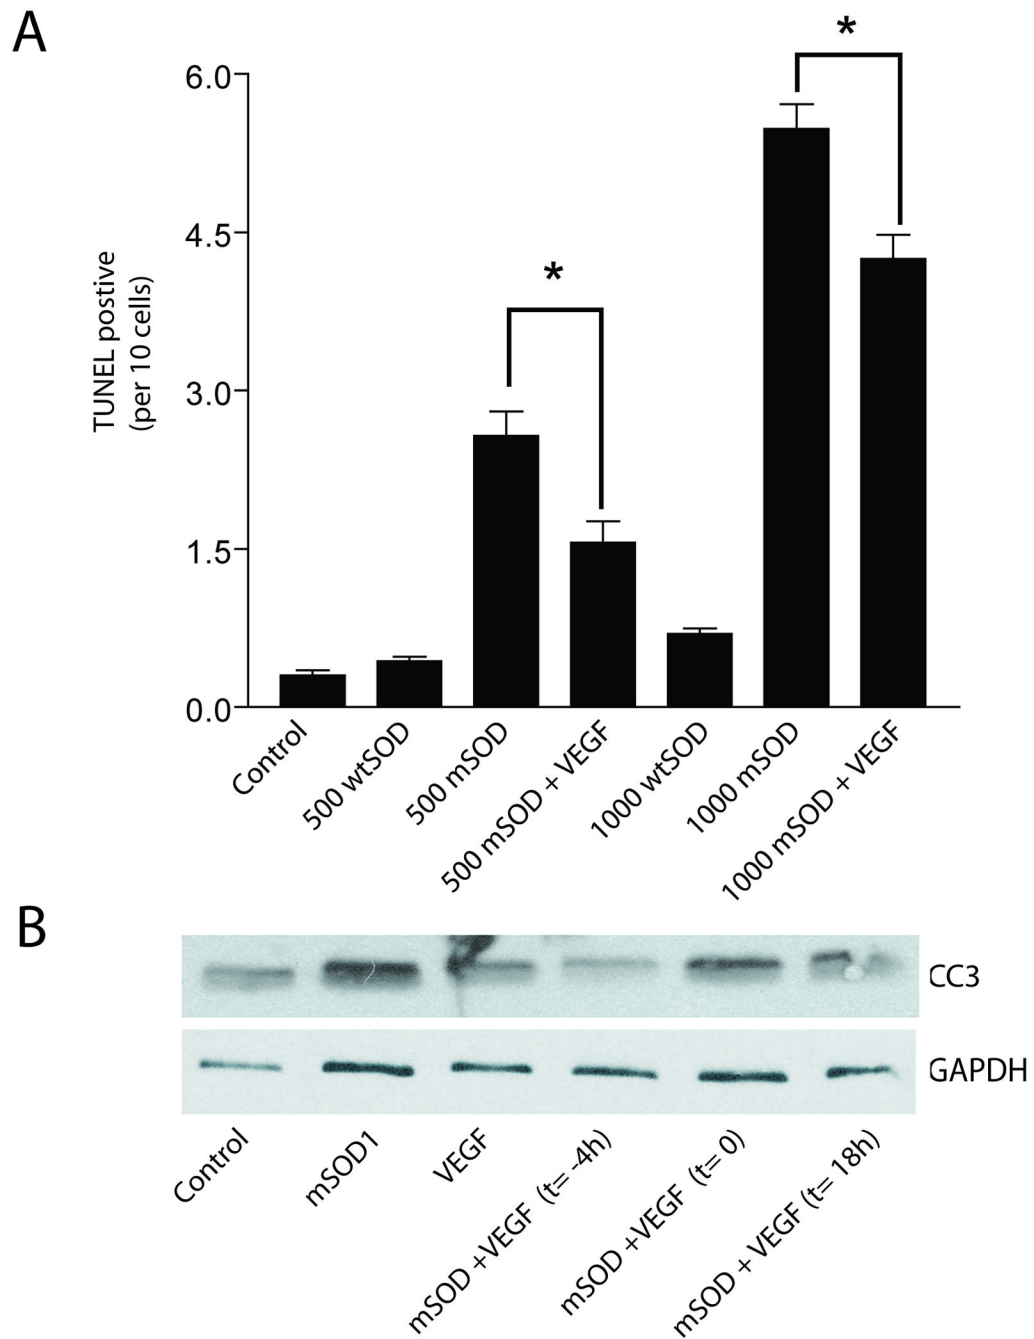 A
*
*
6.0
4.5
3.0
1.5
0.0
TUNEL postive
(per 10 cells)
Control
500 wtSOD
500 mSOD
500 mSOD + VEGF
1000 wtSOD
1000 mSOD
1000 mSOD + VEGF
B
CC3
GAPDH
Control
mSOD1
VEGF
mSOD +VEGF (t= -4h)
mSOD +VEGF (t= 0)
mSOD + VEGF (t= 18h)